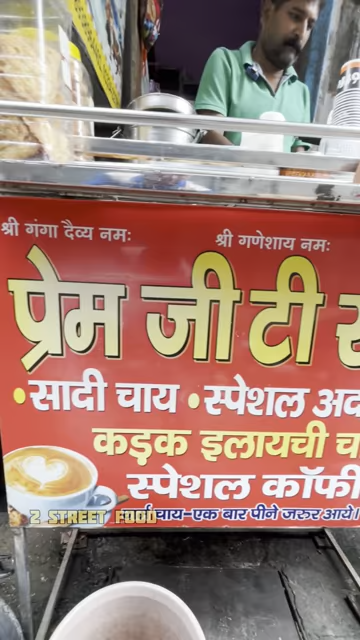 श्री गंगा दैव्य नमः श्री गणेशाय नमः
प्रेम जी टी
सादी चाय • स्पेशल
कड़क इलायची
स्पेशल कॉफी
चाय-एक बार पीने जरुर आये।
2 STREET FOOD